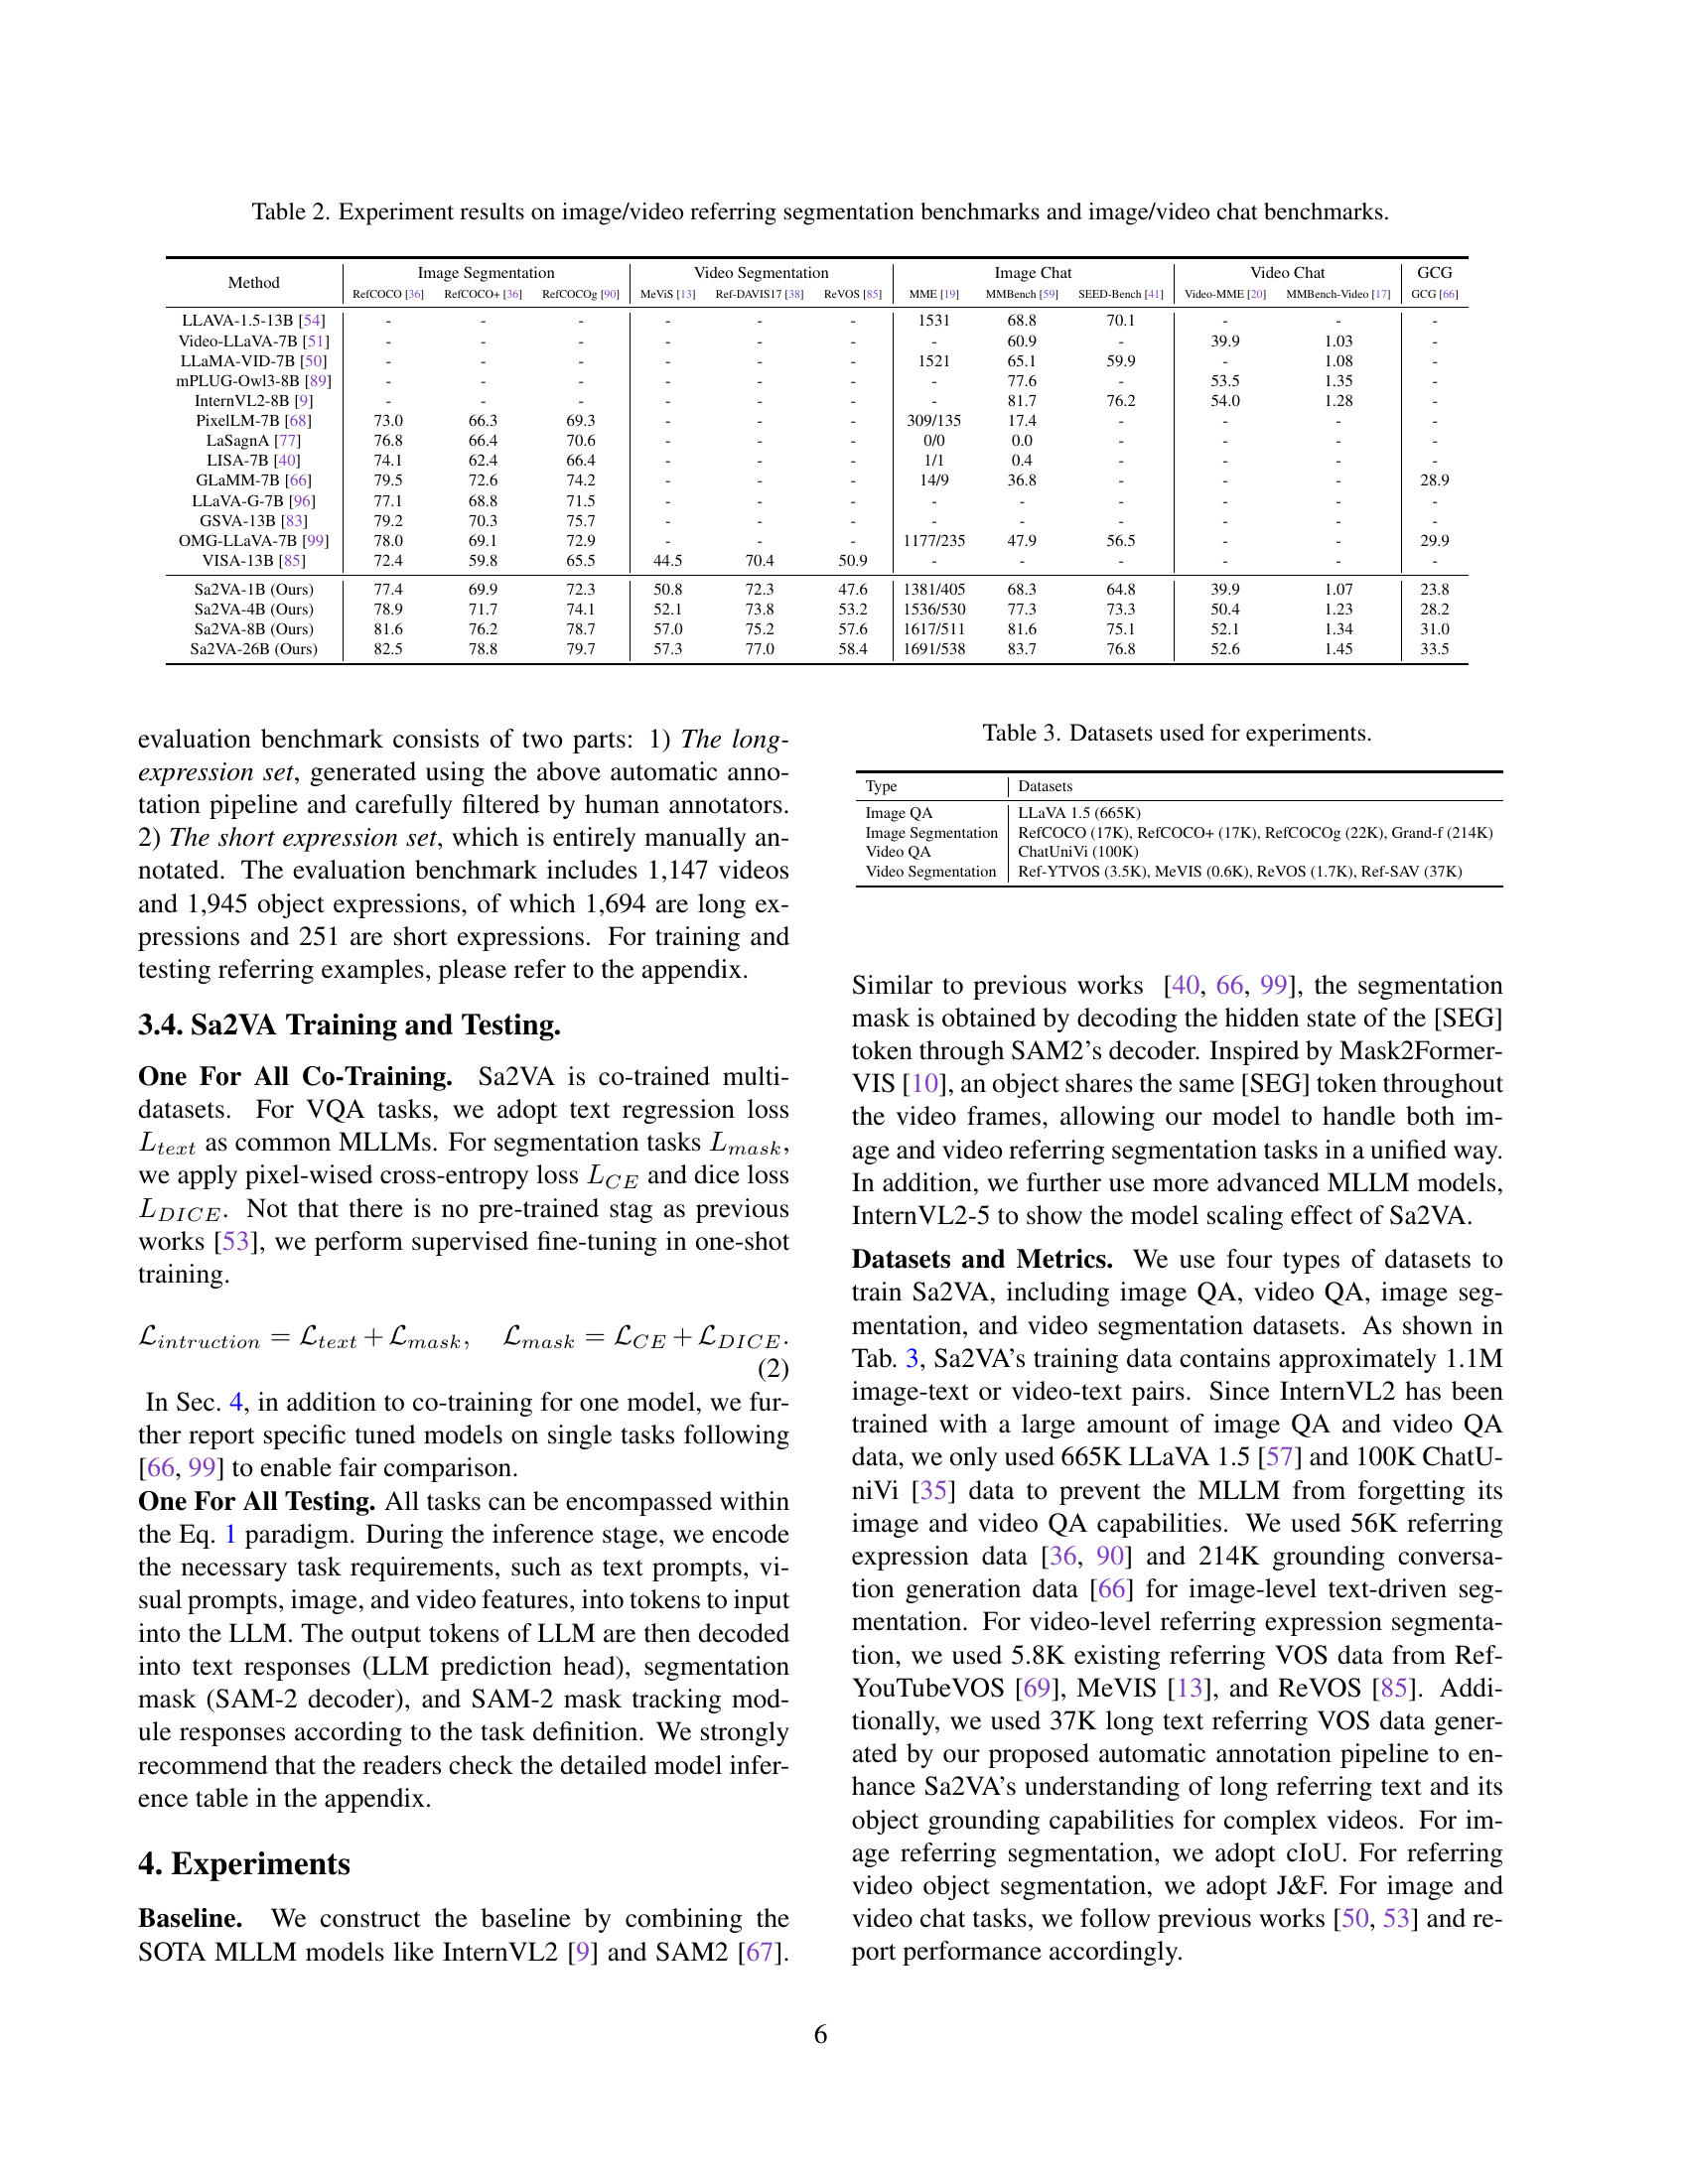 Table 2. Experiment results on image/video referring segmentation benchmarks and image/video chat benchmarks.
Method Image Segmentation Video Segmentation Image Chat Video Chat GCG
RefCOCO [36] RefCOCO+ [36] RefCOCOg [90] MeViS [13] Ref-DAVIS17 [38] ReVOS [85] MME [19] MMBench [59] SEED-Bench [41] Video-MME [20] MMBench-Video [17] GCG [66]
LLAVA-1.5-13B [54] - - - - - - 1531 68.8 70.1 - - -
Video-LLaVA-7B [51] - - - - - - - 60.9 - 39.9 1.03 -
LLaMA-VID-7B [50] - - - - - - 1521 65.1 59.9 - 1.08 -
mPLUG-Owl3-8B [89] - - - - - - - 77.6 - 53.5 1.35 -
InternVL2-8B [9] - - - - - - - 81.7 76.2 54.0 1.28 -
PixelLM-7B [68] 73.0 66.3 69.3 - - - 309/135 17.4 - - - -
LaSagnA [77] 76.8 66.4 70.6 - - - 0/0 0.0 - - - -
LISA-7B [40] 74.1 62.4 66.4 - - - 1/1 0.4 - - - -
GLaMM-7B [66] 79.5 72.6 74.2 - - - 14/9 36.8 - - - 28.9
LLaVA-G-7B [96] 77.1 68.8 71.5 - - - - - - - - -
GSVA-13B [83] 79.2 70.3 75.7 - - - - - - - - -
OMG-LLaVA-7B [99] 78.0 69.1 72.9 - - - 1177/235 47.9 56.5 - - 29.9
VISA-13B [85] 72.4 59.8 65.5 44.5 70.4 50.9 - - - - - -
Sa2VA-1B (Ours) 77.4 69.9 72.3 50.8 72.3 47.6 1381/405 68.3 64.8 39.9 1.07 23.8
Sa2VA-4B (Ours) 78.9 71.7 74.1 52.1 73.8 53.2 1536/530 77.3 73.3 50.4 1.23 28.2
Sa2VA-8B (Ours) 81.6 76.2 78.7 57.0 75.2 57.6 1617/511 81.6 75.1 52.1 1.34 31.0
Sa2VA-26B (Ours) 82.5 78.8 79.7 57.3 77.0 58.4 1691/538 83.7 76.8 52.6 1.45 33.5
evaluation benchmark consists of two parts: 1) The long-
expression set, generated using the above automatic anno-
tation pipeline and carefully filtered by human annotators.
2) The short expression set, which is entirely manually an-
notated. The evaluation benchmark includes 1,147 videos
and 1,945 object expressions, of which 1,694 are long ex-
pressions and 251 are short expressions. For training and
testing referring examples, please refer to the appendix.
3.4. Sa2VA Training and Testing.
One For All Co-Training. Sa2VA is co-trained multi-
datasets. For VQA tasks, we adopt text regression loss
L_{text} as common MLLMs. For segmentation tasks L_{mask},
we apply pixel-wised cross-entropy loss L_{CE} and dice loss
L_{DICE}. Not that there is no pre-trained stag as previous
works [53], we perform supervised fine-tuning in one-shot
training.
L_{intruction} = L_{text} + L_{mask}, L_{mask} = L_{CE} + L_{DICE}.
(2)
In Sec. 4, in addition to co-training for one model, we fur-
ther report specific tuned models on single tasks following
[66, 99] to enable fair comparison.
One For All Testing. All tasks can be encompassed within
the Eq. 1 paradigm. During the inference stage, we encode
the necessary task requirements, such as text prompts, vi-
sual prompts, image, and video features, into tokens to input
into the LLM. The output tokens of LLM are then decoded
into text responses (LLM prediction head), segmentation
mask (SAM-2 decoder), and SAM-2 mask tracking mod-
ule responses according to the task definition. We strongly
recommend that the readers check the detailed model infer-
ence table in the appendix.
4. Experiments
Baseline. We construct the baseline by combining the
SOTA MLLM models like InternVL2 [9] and SAM2 [67].
Table 3. Datasets used for experiments.
Type Datasets
Image QA LLaVA 1.5 (665K)
Image Segmentation RefCOCO (17K), RefCOCO+ (17K), RefCOCOg (22K), Grand-f (214K)
Video QA ChatUniVi (100K)
Video Segmentation Ref-YTVOS (3.5K), MeVIS (0.6K), ReVOS (1.7K), Ref-SAV (37K)
Similar to previous works [40, 66, 99], the segmentation
mask is obtained by decoding the hidden state of the [SEG]
token through SAM2's decoder. Inspired by Mask2Former-
VIS [10], an object shares the same [SEG] token throughout
the video frames, allowing our model to handle both im-
age and video referring segmentation tasks in a unified way.
In addition, we further use more advanced MLLM models,
InternVL2-5 to show the model scaling effect of Sa2VA.
Datasets and Metrics. We use four types of datasets to
train Sa2VA, including image QA, video QA, image seg-
mentation, and video segmentation datasets. As shown in
Tab. 3, Sa2VA's training data contains approximately 1.1M
image-text or video-text pairs. Since InternVL2 has been
trained with a large amount of image QA and video QA
data, we only used 665K LLaVA 1.5 [57] and 100K ChatU-
niVi [35] data to prevent the MLLM from forgetting its
image and video QA capabilities. We used 56K referring
expression data [36, 90] and 214K grounding conversa-
tion generation data [66] for image-level text-driven seg-
mentation. For video-level referring expression segmenta-
tion, we used 5.8K existing referring VOS data from Ref-
YouTubeVOS [69], MeVIS [13], and ReVOS [85]. Addi-
tionally, we used 37K long text referring VOS data gener-
ated by our proposed automatic annotation pipeline to en-
hance Sa2VA's understanding of long referring text and its
object grounding capabilities for complex videos. For im-
age referring segmentation, we adopt cIoU. For referring
video object segmentation, we adopt J&F. For image and
video chat tasks, we follow previous works [50, 53] and re-
port performance accordingly.
6